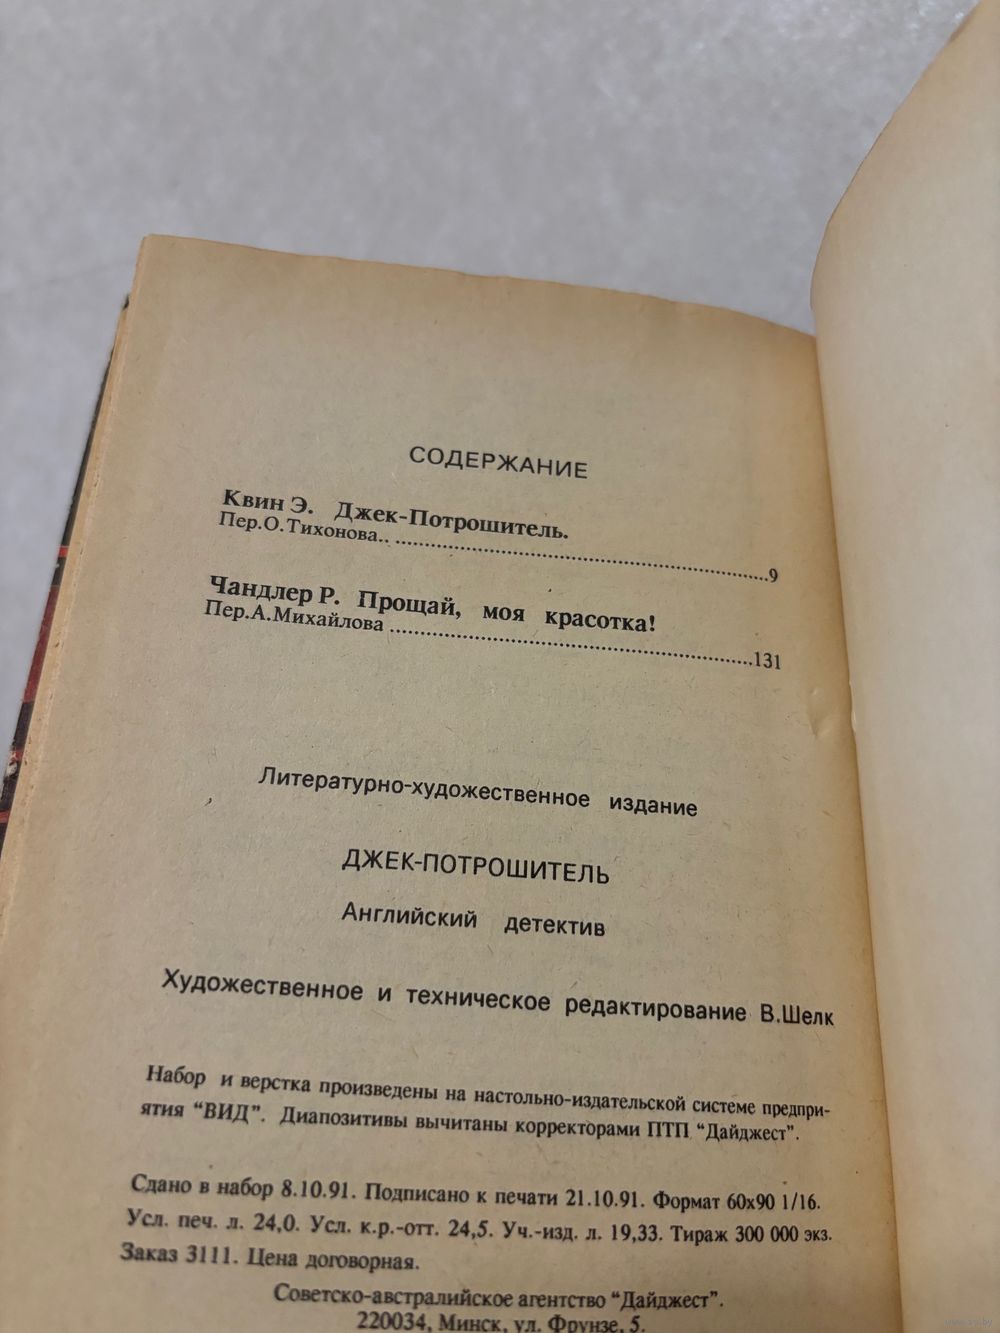 СОДЕРЖАНИЕ
Квин Э. Джек-Потрошитель.
Пер.О.Тихонова.. ........ 9
Чандлер Р. Прощай, моя красотка!
Пер.А.Михайлова ........ 131
Литературно-художественное издание
ДЖЕК-ПОТРОШИТЕЛЬ
Английский детектив
Художественное и техническое редактирование В.Шелк
Набор и верстка произведены на настольно-издательской системе предпри-
ятия “ВИД”. Диапозитивы вычитаны корректорами ПТП “Дайджест”.
Сдано в набор 8.10.91. Подписано к печати 21.10.91. Формат 60х90 1/16.
Усл. печ. л. 24,0. Усл. к.р.-отт. 24,5. Уч.-изд. л. 19,33. Тираж 300 000 экз.
Заказ 3111. Цена договорная.
Советско-австралийское агентство “Дайджест”.
220034, Минск, ул. Фрунзе, 5.